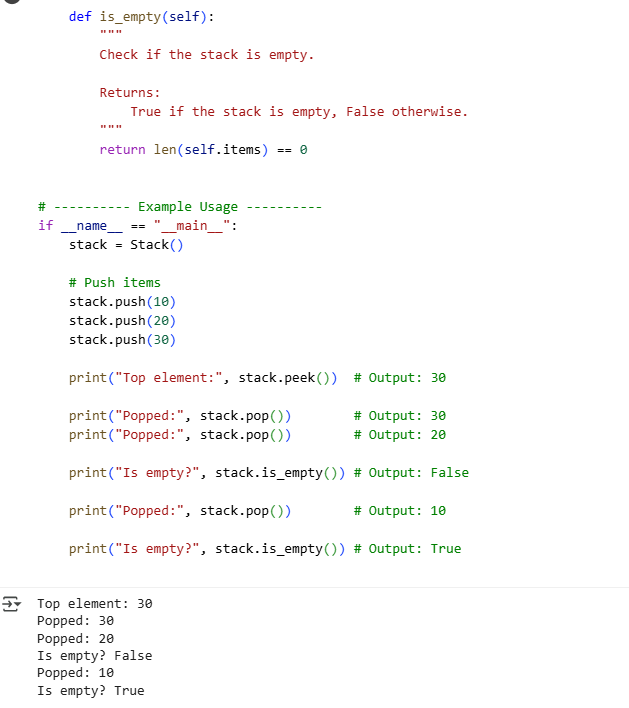 def is_empty(self):
        """
        Check if the stack is empty.

        Returns:
            True if the stack is empty, False otherwise.
        """
        return len(self.items) == 0


# ---------- Example Usage ----------
if __name__ == "__main__":
    stack = Stack()

    # Push items
    stack.push(10)
    stack.push(20)
    stack.push(30)

    print("Top element:", stack.peek())  # Output: 30

    print("Popped:", stack.pop())        # Output: 30
    print("Popped:", stack.pop())        # Output: 20

    print("Is empty?", stack.is_empty()) # Output: False

    print("Popped:", stack.pop())        # Output: 10

    print("Is empty?", stack.is_empty()) # Output: True

Top element: 30
Popped: 30
Popped: 20
Is empty? False
Popped: 10
Is empty? True